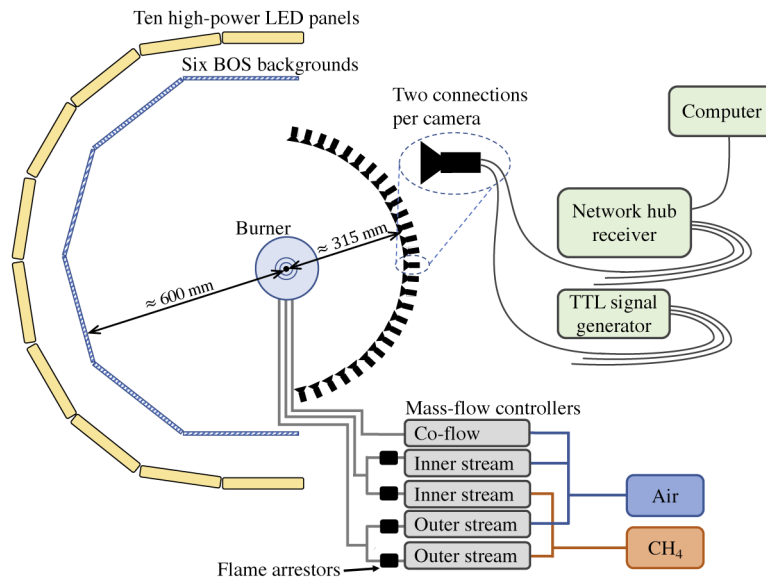 Ten high-power LED panels
Six BOS backgrounds
Two connections
per camera
Computer
Network hub
receiver
TTL signal
generator
Burner
≈ 315 mm
≈ 600 mm
Mass-flow controllers
Co-flow
Inner stream
Inner stream
Outer stream
Outer stream
Air
CH₄
Flame arrestors